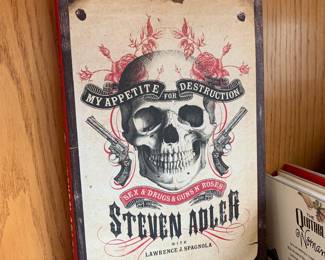 MY APPETITE FOR DESTRUCTION
SEX & DRUGS & GUNS N' ROSES
STEVEN ADLER
WITH
LAWRENCE J. SPAGNOLA